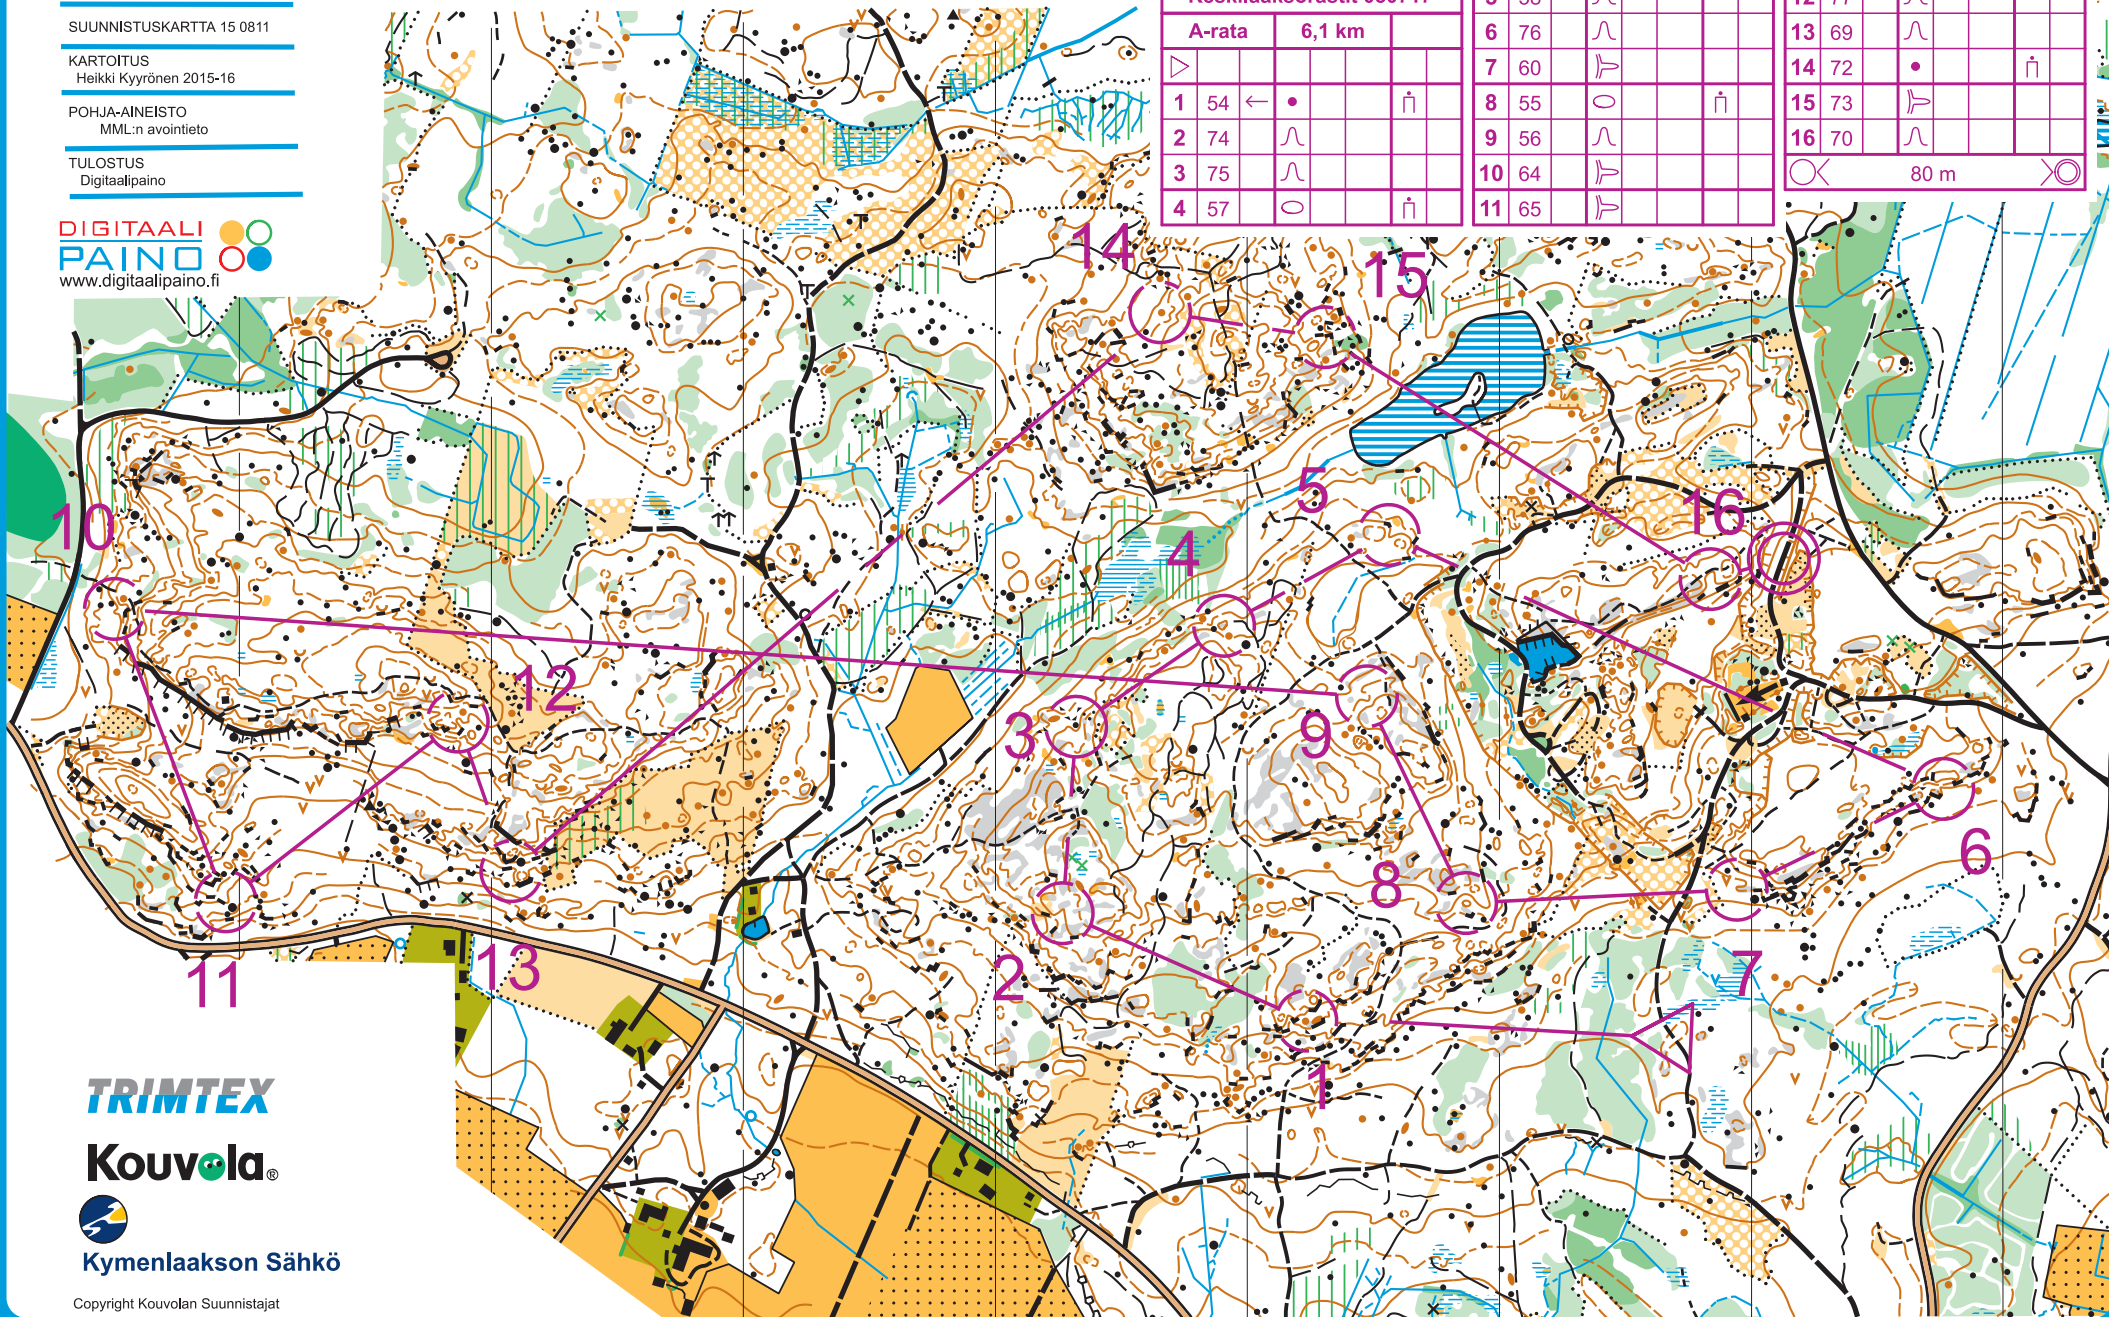 SUUNNISTUSKARTTA 15 0811
KARTOITUS
Heikki Kyyrönen 2015-16
POHJA-AINEISTO
MML:n avointieto
TULOSTUS
Digitaalipaino
DIGITAALI
PAINO
www.digitaalipaino.fi
A-rata 6,1 km
1 54
2 74
3 75
4 57
6 76
7 60
8 55
9 56
10 64
11 65
13 69
14 72
15 73
16 70
80 m
14
15
5
16
10
4
12
3
9
8
6
7
2
11
13
1
TRIMTEX
Kouvola®
Kymenlaakson Sähkö
Copyright Kouvolan Suunnistajat